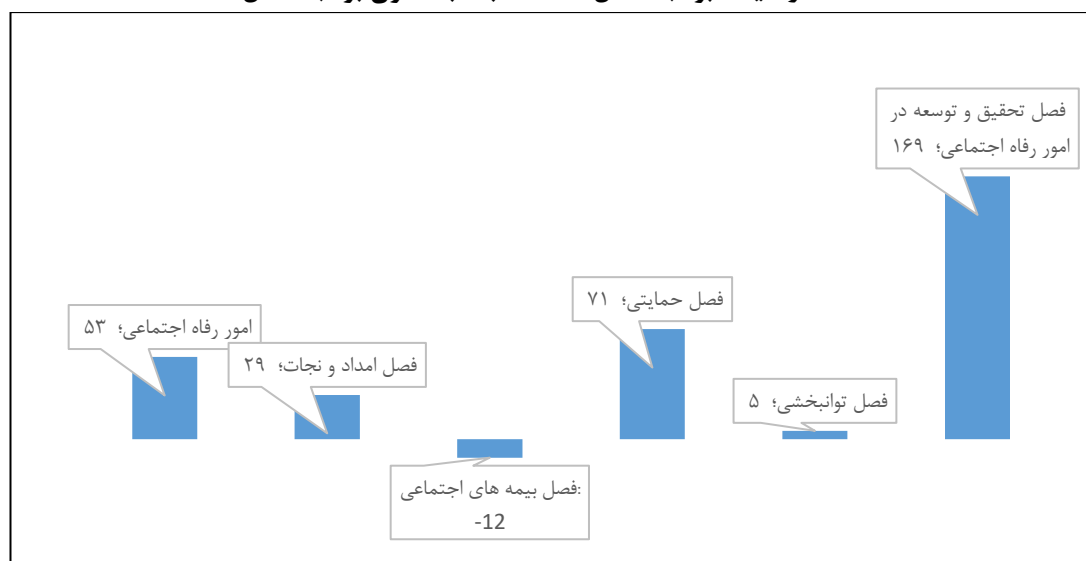 فصل تحقیق و توسعه در
امور رفاه اجتماعی؛ ۱۶۹
فصل حمایتی؛ ۷۱
امور رفاه اجتماعی؛ ۵۳
فصل امداد و نجات؛ ۲۹
فصل توانبخشی؛ ۵
فصل بیمه های اجتماعی:
-12